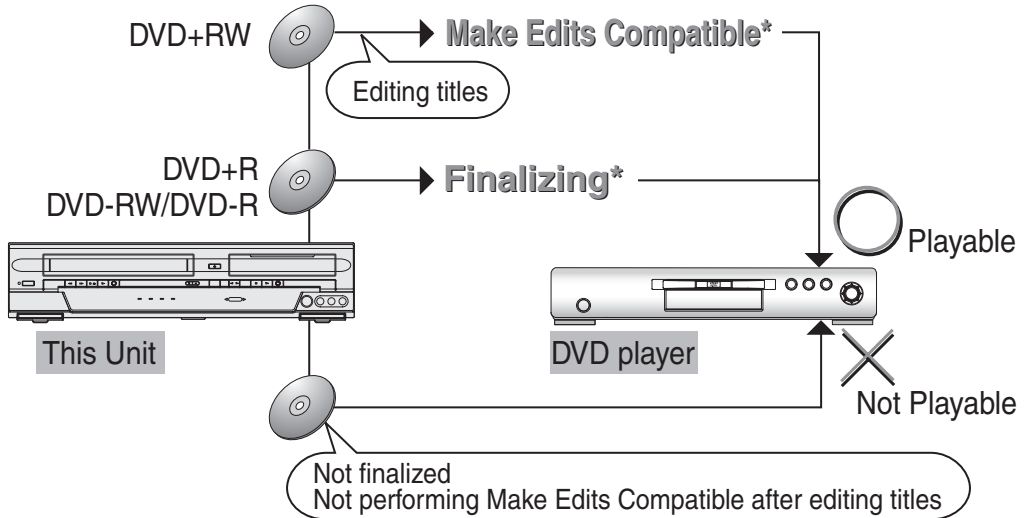 DVD+RW
Make Edits Compatible*
Editing titles
DVD+R
DVD-RW/DVD-R
Finalizing*
Playable
This Unit
DVD player
Not Playable
Not finalized
Not performing Make Edits Compatible after editing titles